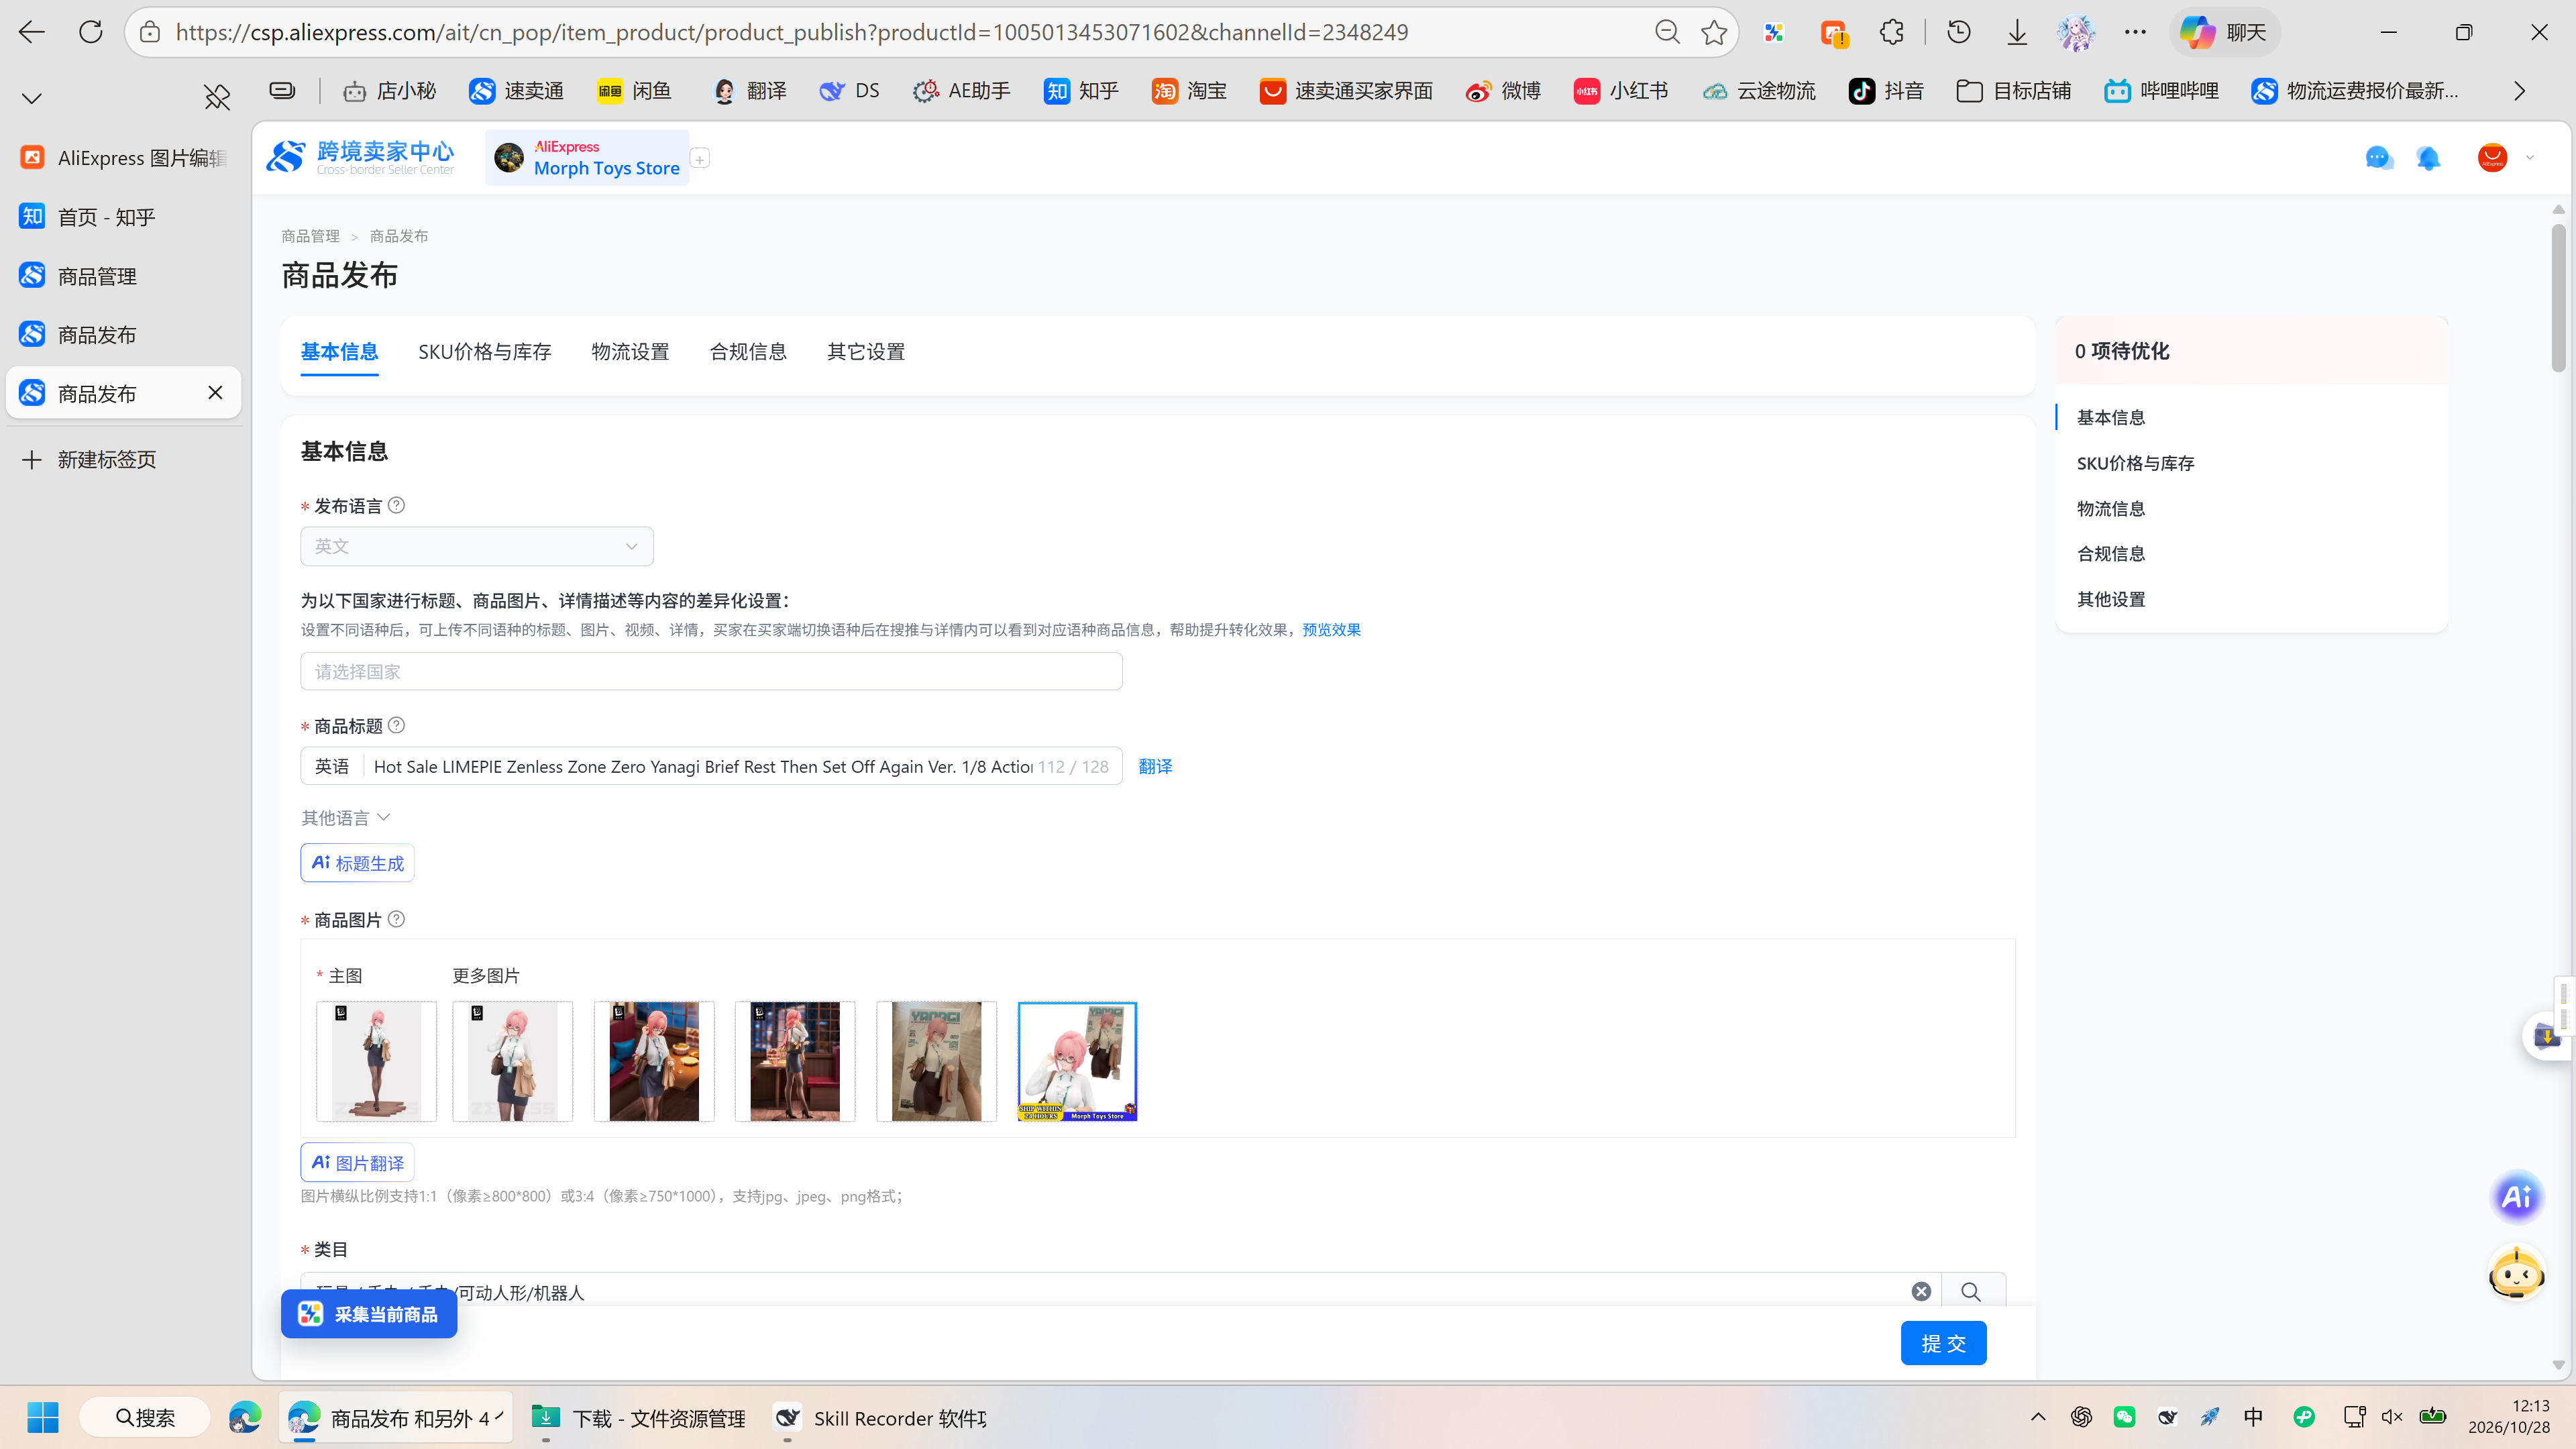 https://csp.aliexpress.com/ait/cn_pop/item_product/product_publish?productId=1005013453071602&channelId=2348249
聊天
店小秘
速卖通
闲鱼
翻译
DS
AE助手
知乎
淘宝
速卖通买家界面
微博
小红书
云途物流
抖音
目标店铺
哔哩哔哩
物流运费报价最新...
AliExpress 图片编辑
首页 - 知乎
商品管理
商品发布
商品发布
新建标签页
跨境卖家中心
Cross-border Seller Center
AliExpress
Morph Toys Store
商品管理 > 商品发布
商品发布
基本信息
SKU价格与库存
物流设置
合规信息
其它设置
0 项待优化
基本信息
SKU价格与库存
物流信息
合规信息
其他设置
基本信息
* 发布语言
英文
为以下国家进行标题、商品图片、详情描述等内容的差异化设置：
设置不同语种后，可上传不同语种的标题、图片、视频、详情，买家在买家端切换语种后在搜推与详情内可以看到对应语种商品信息，帮助提升转化效果，预览效果
请选择国家
* 商品标题
英语 Hot Sale LIMEPIE Zenless Zone Zero Yanagi Brief Rest Then Set Off Again Ver. 1/8 Action 112 / 128 翻译
其他语言
Ai 标题生成
* 商品图片
* 主图
更多图片
YANAGI
SHIP WITHIN
24 HOURS
Morph Toys Store
Ai 图片翻译
图片横纵比例支持1:1（像素≥800*800）或3:4（像素≥750*1000），支持jpg、jpeg、png格式；
* 类目
/可动人形/机器人
采集当前商品
提 交
Ai
搜索
商品发布 和另外 4 个
下载 - 文件资源管理
Skill Recorder 软件
中
12:13
2026/10/28